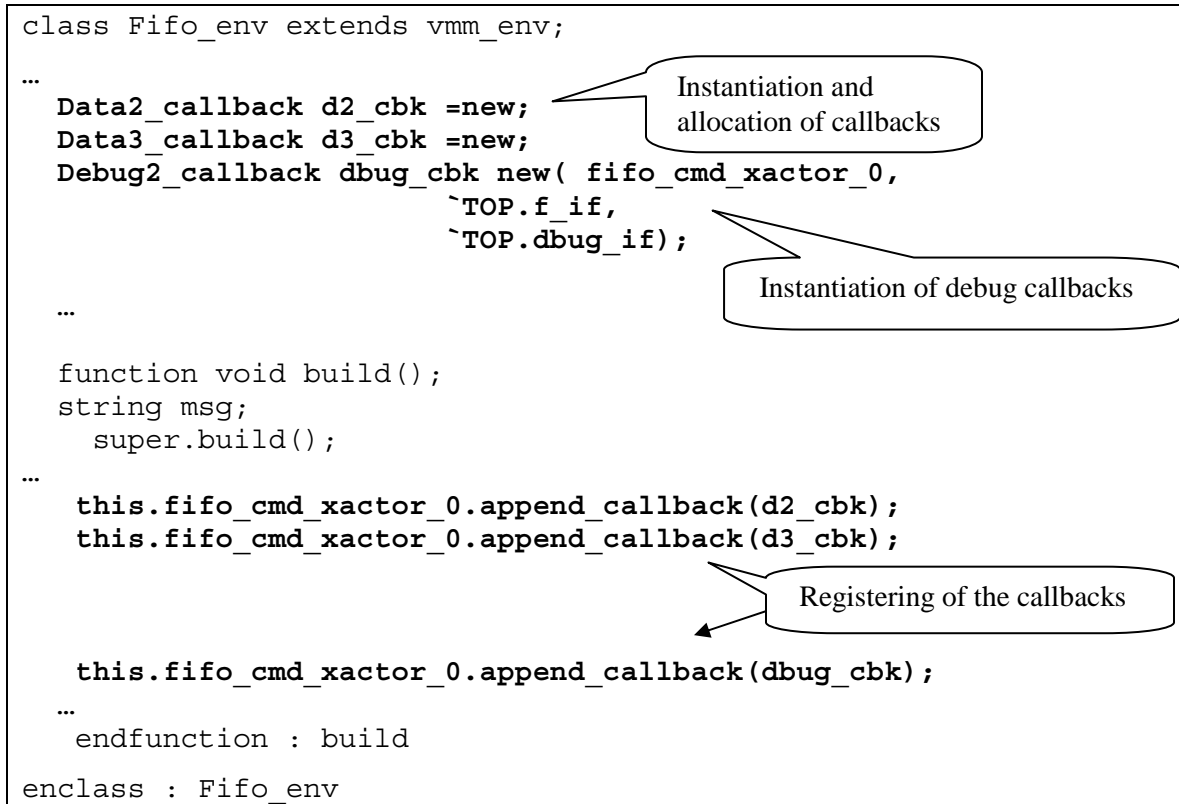 class Fifo_env extends vmm_env;
…
Instantiation and
allocation of callbacks
Data2_callback d2_cbk =new;
Data3_callback d3_cbk =new;
Debug2_callback dbug_cbk new( fifo_cmd_xactor_0,
`TOP.f_if,
`TOP.dbug_if);
Instantiation of debug callbacks
…
function void build();
string msg;
super.build();
…
this.fifo_cmd_xactor_0.append_callback(d2_cbk);
this.fifo_cmd_xactor_0.append_callback(d3_cbk);
Registering of the callbacks
this.fifo_cmd_xactor_0.append_callback(dbug_cbk);
…
endfunction : build
enclass : Fifo_env